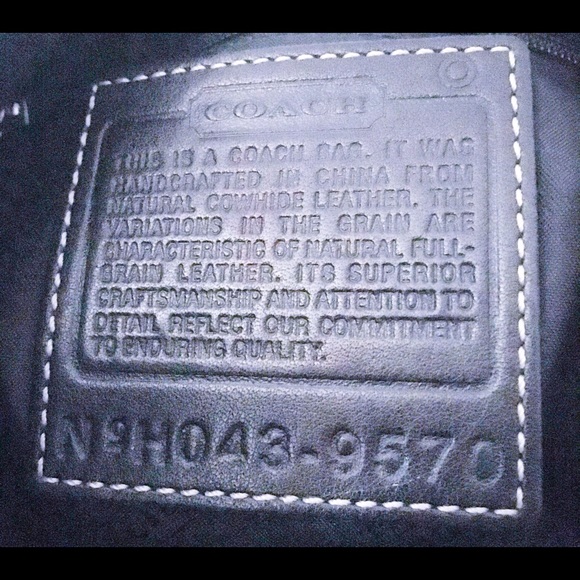 COACH
THIS IS A COACH BAG. IT WAS
HANDCRAFTED IN CHINA FROM
NATURAL COWHIDE LEATHER. THE
VARIATIONS IN THE GRAIN ARE
CHARACTERISTIC OF NATURAL FULL-
GRAIN LEATHER. ITS SUPERIOR
CRAFTSMANSHIP AND ATTENTION TO
DETAIL REFLECT OUR COMMITMENT
TO ENDURING QUALITY.
Nº H043-9570